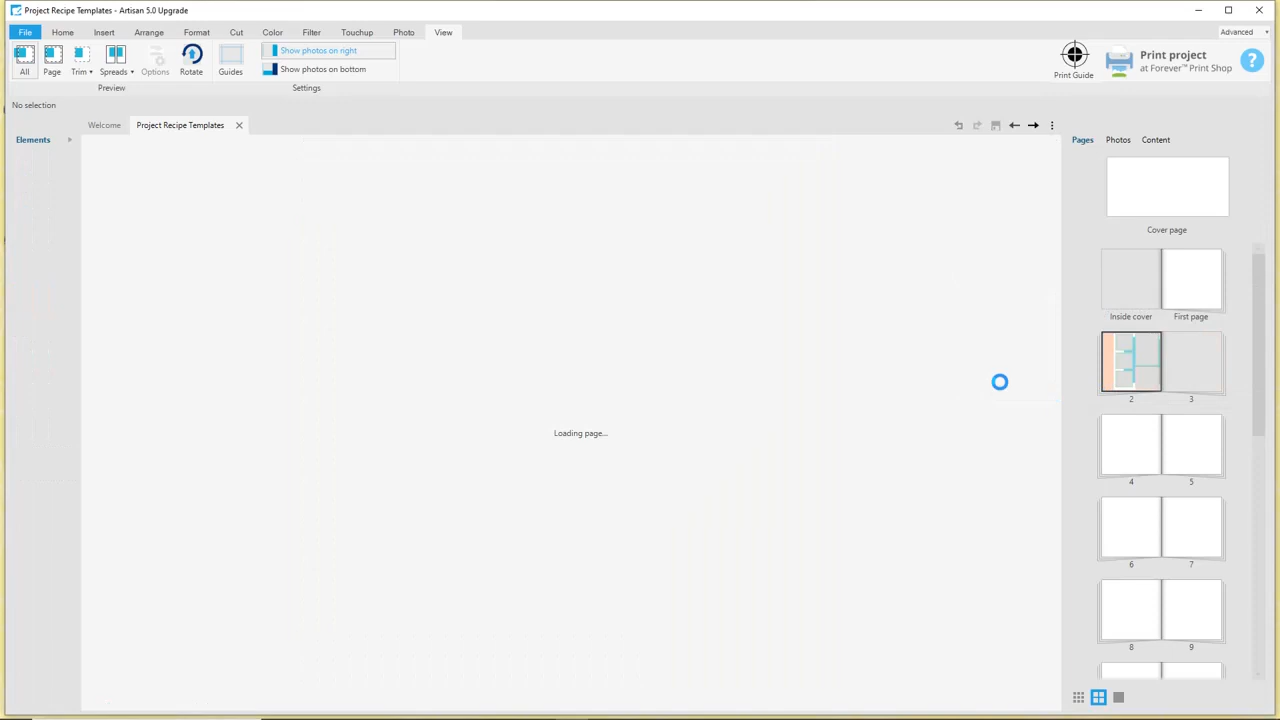 Project Recipe Templates - Artisan 5.0 Upgrade
File Home Insert Arrange Format Cut Color Filter Touchup Photo View Advanced
All Page Trim Spreads Options Rotate Guides
Show photos on right
Show photos on bottom
Preview Settings
Print Guide
Print project
at Forever™ Print Shop
?
No selection
Welcome Project Recipe Templates
Elements
Pages Photos Content
Cover page
Inside cover First page
2 3
Loading page...
4 5
6 7
8 9